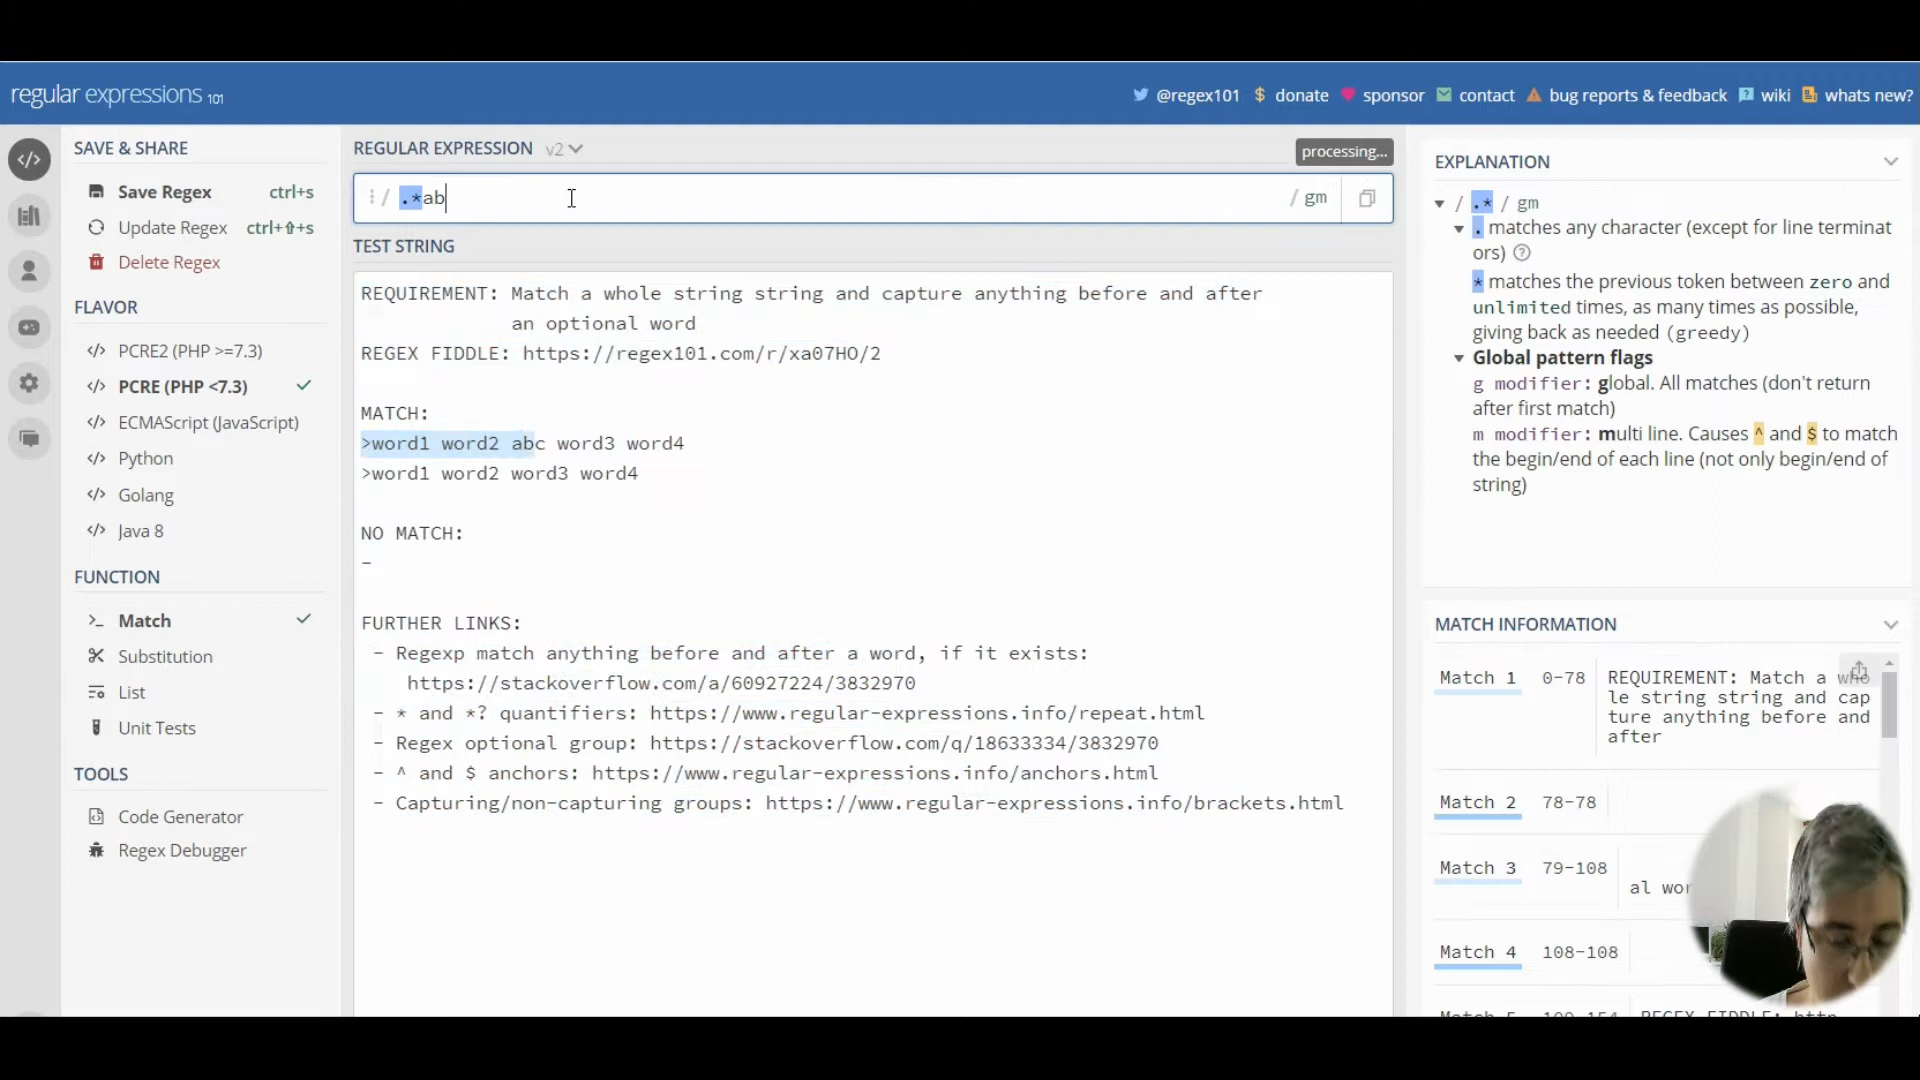 regular expressions 101
@regex101
donate
sponsor
contact
bug reports & feedback
wiki
whats new?
SAVE & SHARE
Save Regex ctrl+s
Update Regex ctrl+⇧+s
Delete Regex
FLAVOR
</> PCRE2 (PHP >=7.3)
</> PCRE (PHP <7.3)
</> ECMAScript (JavaScript)
</> Python
</> Golang
</> Java 8
FUNCTION
>_ Match
Substitution
List
Unit Tests
TOOLS
Code Generator
Regex Debugger
REGULAR EXPRESSION v2
processing...
/ .*ab / gm
TEST STRING
REQUIREMENT: Match a whole string string and capture anything before and after
an optional word
REGEX FIDDLE: https://regex101.com/r/xa07HO/2
MATCH:
>word1 word2 abc word3 word4
>word1 word2 word3 word4
NO MATCH:
-
FURTHER LINKS:
- Regexp match anything before and after a word, if it exists:
https://stackoverflow.com/a/60927224/3832970
- * and *? quantifiers: https://www.regular-expressions.info/repeat.html
- Regex optional group: https://stackoverflow.com/q/18633334/3832970
- ^ and $ anchors: https://www.regular-expressions.info/anchors.html
- Capturing/non-capturing groups: https://www.regular-expressions.info/brackets.html
EXPLANATION
/ .* / gm
. matches any character (except for line terminat
ors)
* matches the previous token between zero and
unlimited times, as many times as possible,
giving back as needed (greedy)
Global pattern flags
g modifier: global. All matches (don't return
after first match)
m modifier: multi line. Causes ^ and $ to match
the begin/end of each line (not only begin/end of
string)
MATCH INFORMATION
Match 1 0-78 REQUIREMENT: Match a who
le string string and cap
ture anything before and
after
Match 2 78-78
Match 3 79-108
al wor
Match 4 108-108